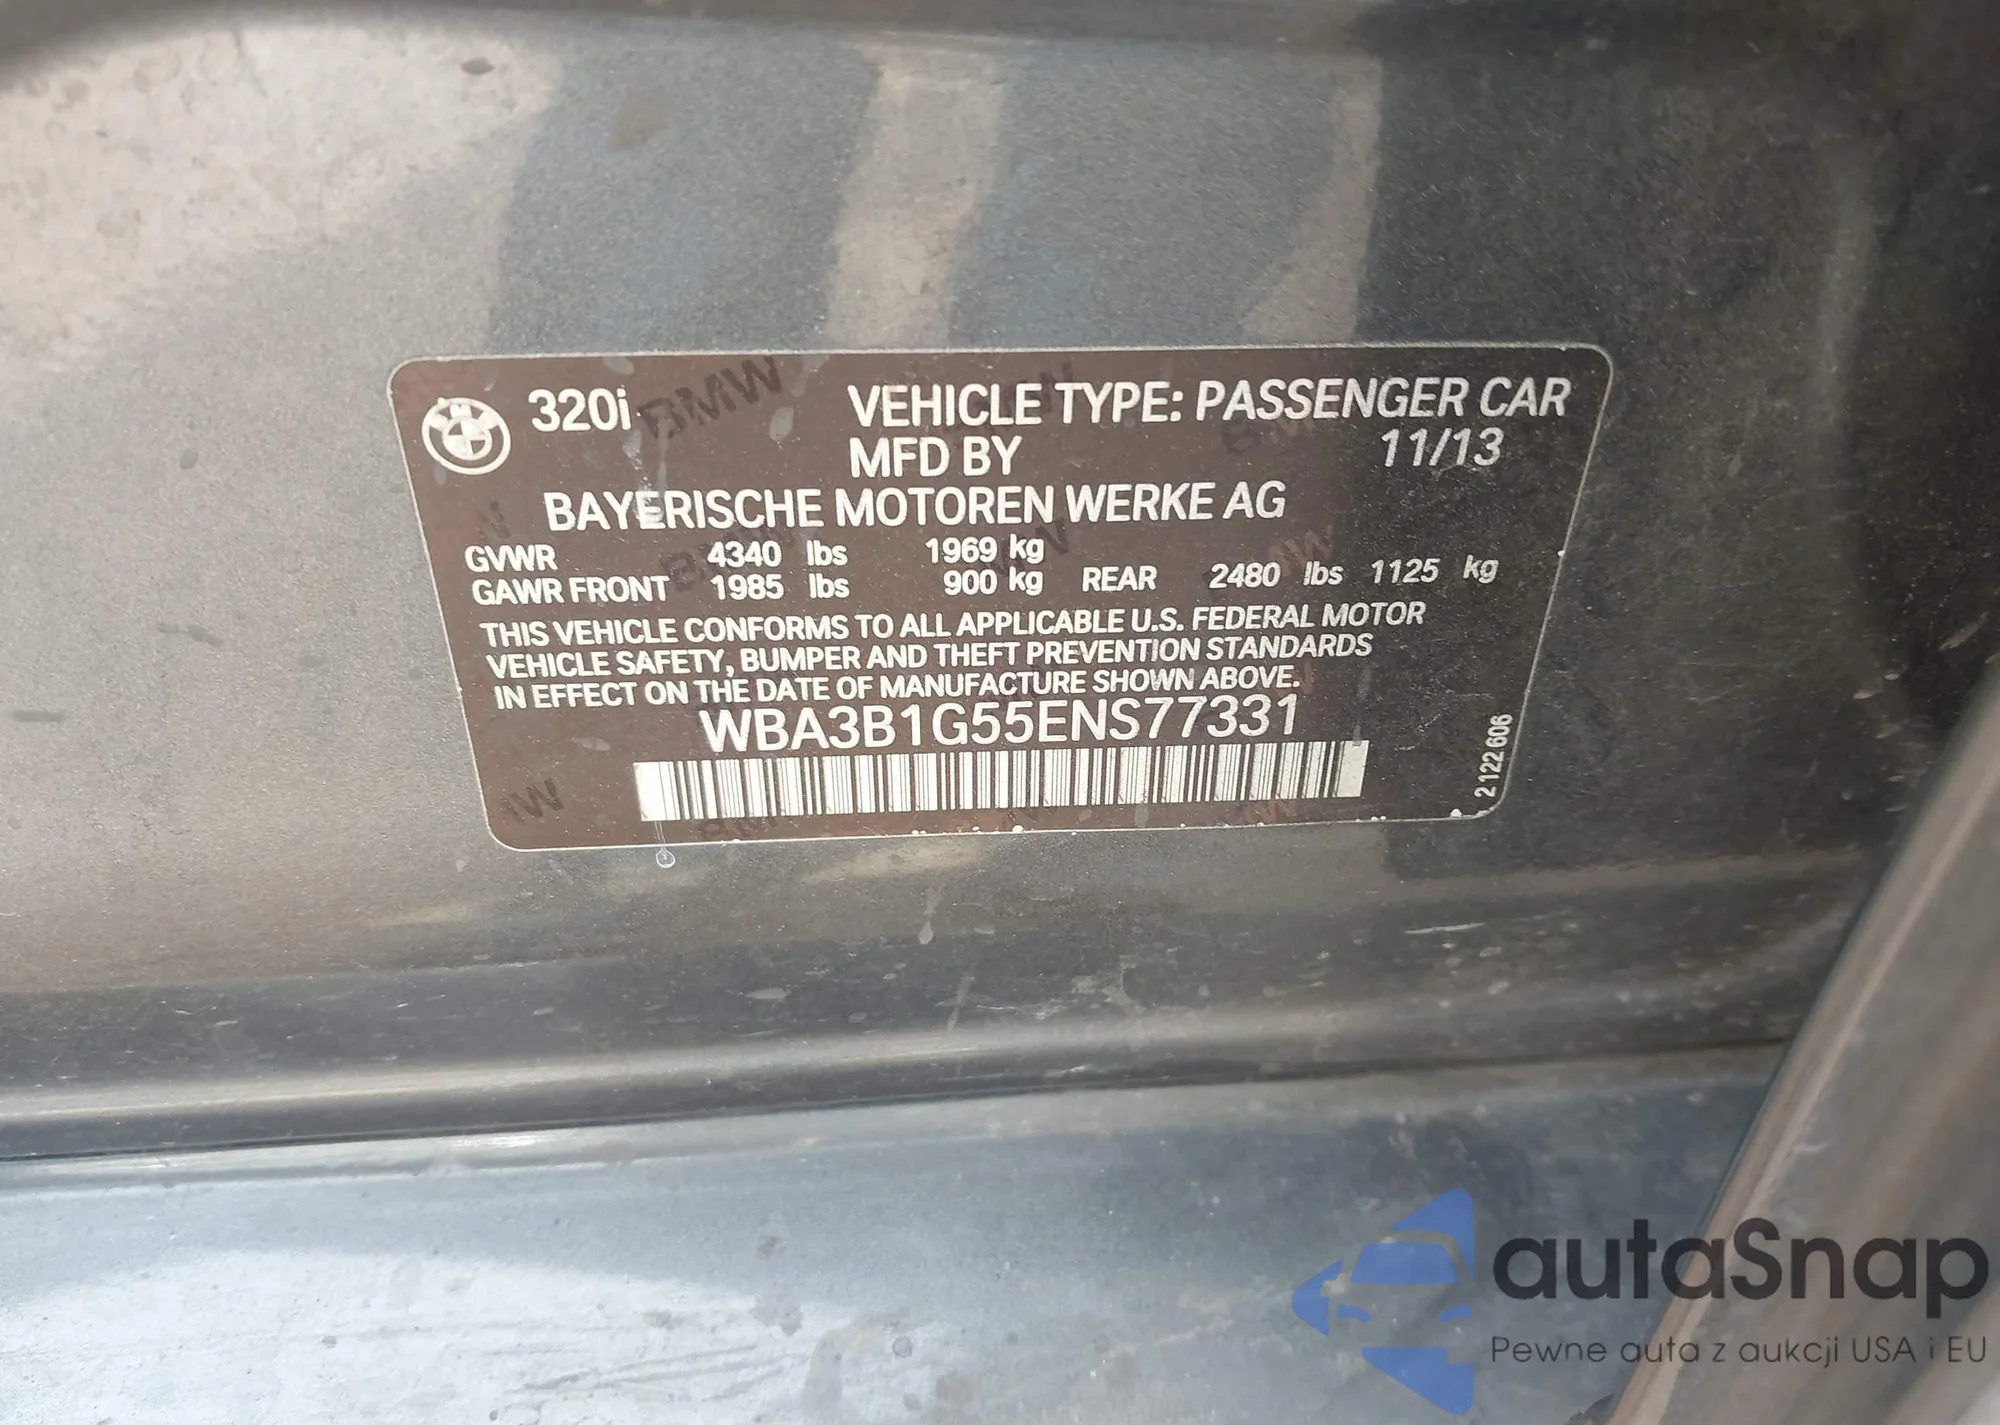 320i
VEHICLE TYPE: PASSENGER CAR
MFD BY 11/13
BAYERISCHE MOTOREN WERKE AG
GVWR 4340 lbs 1969 kg
GAWR FRONT 1985 lbs 900 kg REAR 2480 lbs 1125 kg
THIS VEHICLE CONFORMS TO ALL APPLICABLE U.S. FEDERAL MOTOR
VEHICLE SAFETY, BUMPER AND THEFT PREVENTION STANDARDS
IN EFFECT ON THE DATE OF MANUFACTURE SHOWN ABOVE.
WBA3B1G55ENS77331
2122606
autaSnap
Pewne auta z aukcji USA i EU